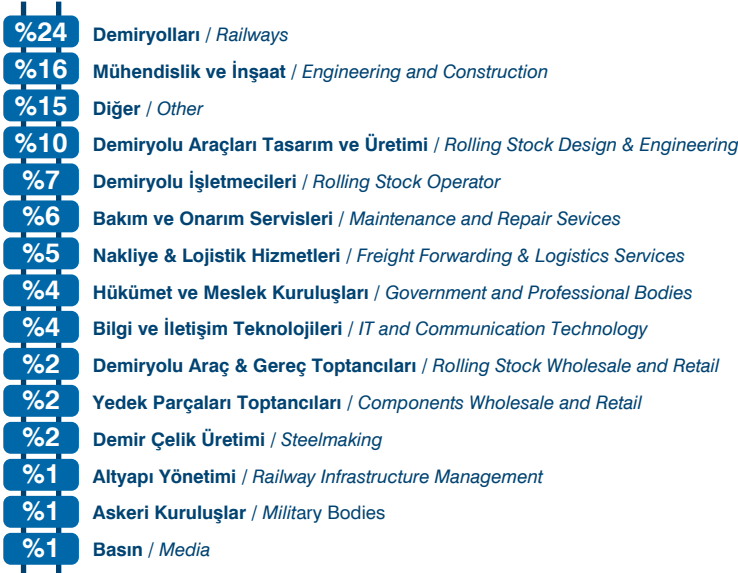 %24 Demiryolları / Railways
%16 Mühendislik ve İnşaat / Engineering and Construction
%15 Diğer / Other
%10 Demiryolu Araçları Tasarım ve Üretimi / Rolling Stock Design & Engineering
%7 Demiryolu İşletmecileri / Rolling Stock Operator
%6 Bakım ve Onarım Servisleri / Maintenance and Repair Sevices
%5 Nakliye & Lojistik Hizmetleri / Freight Forwarding & Logistics Services
%4 Hükümet ve Meslek Kuruluşları / Government and Professional Bodies
%4 Bilgi ve İletişim Teknolojileri / IT and Communication Technology
%2 Demiryolu Araç & Gereç Toptancıları / Rolling Stock Wholesale and Retail
%2 Yedek Parçaları Toptancıları / Components Wholesale and Retail
%2 Demir Çelik Üretimi / Steelmaking
%1 Altyapı Yönetimi / Railway Infrastructure Management
%1 Askeri Kuruluşlar / Military Bodies
%1 Basın / Media